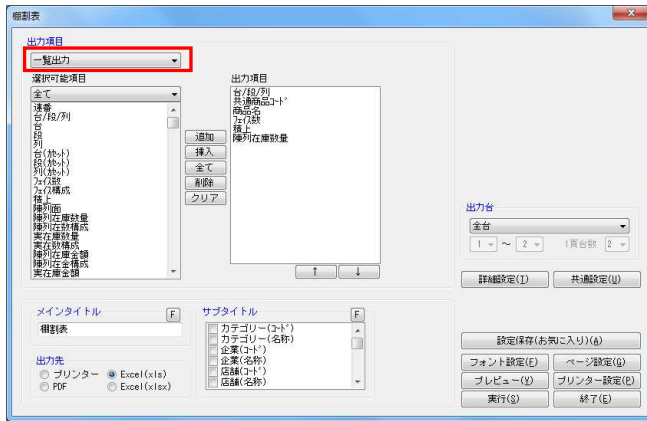 棚割表
出力項目
一覧出力
選択可能項目
全て
連番
台/段/列
台
段
列
台(ｶｾｯﾄ)
段(ｶｾｯﾄ)
列(ｶｾｯﾄ)
ﾌｪｲｽ数
ﾌｪｲｽ構成
積上
陳列面
陳列在庫数量
陳列在数構成
実在庫数量
実在数構成
陳列在庫金額
陳列在金構成
実在庫金額
追加
挿入
全て
削除
クリア
出力項目
台/段/列
共通商品ｺｰﾄﾞ
商品名
ﾌｪｲｽ数
積上
陳列在庫数量
↑ ↓
出力台
全台
1 ～ 2 1頁台数 2
詳細設定(I) 共通設定(U)
メインタイトル F
棚割表
出力先
プリンター Excel(xls)
PDF Excel(xlsx)
サブタイトル F
カテゴリー(ｺｰﾄﾞ)
カテゴリー(名称)
企業(ｺｰﾄﾞ)
企業(名称)
店舗(ｺｰﾄﾞ)
店舗(名称)
設定保存(お気に入り)(A)
フォント設定(F) ページ設定(G)
プレビュー(V) プリンター設定(P)
実行(S) 終了(E)